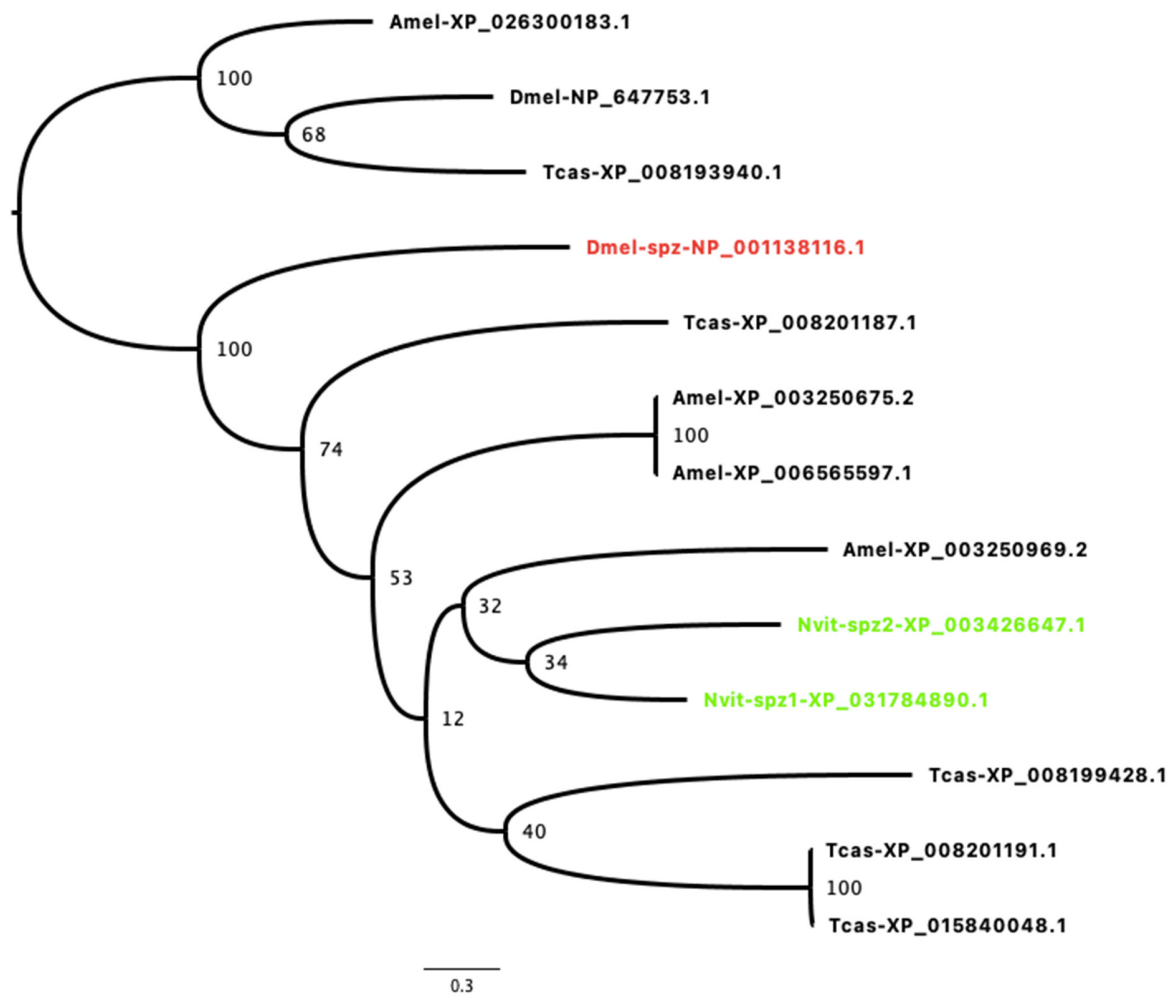 Amel-XP_026300183.1
100
Dmel-NP_647753.1
68
Tcas-XP_008193940.1
Dmel-spz-NP_001138116.1
Tcas-XP_008201187.1
100
Amel-XP_003250675.2
100
74
Amel-XP_006565597.1
Amel-XP_003250969.2
53
32
Nvit-spz2-XP_003426647.1
34
Nvit-spz1-XP_031784890.1
12
Tcas-XP_008199428.1
40
Tcas-XP_008201191.1
100
Tcas-XP_015840048.1
0.3